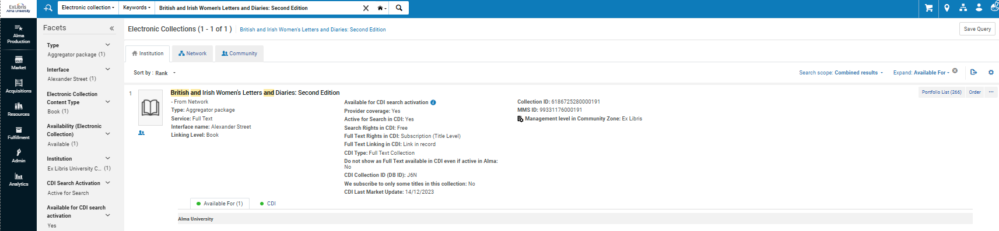 ExLibris
Alma University
Electronic collection
Keywords
British and Irish Women's Letters and Diaries: Second Edition
7
Alma
Production
Market
Acquisitions
Resources
Fulfillment
Admin
Analytics
Facets
Type
Aggregator package (1)
Interface
Alexander Street (1)
Electronic Collection
Content Type
Book (1)
Availability (Electronic
Collection)
Available (1)
Institution
Ex Libris University C... (1)
CDI Search Activation
Active for Search
Available for CDI search
activation
Yes
Electronic Collections (1 - 1 of 1 )
British and Irish Women's Letters and Diaries: Second Edition
Save Query
Institution
Network
Community
Sort by : Rank
Search scope: Combined results
Expand: Available For
1
British and Irish Women's Letters and Diaries: Second Edition
Portfolio List (266)
Order
- From Network
Type: Aggregator package
Service: Full Text
Interface name: Alexander Street
Linking Level: Book
Available for CDI search activation
Provider coverage: Yes
Active for Search in CDI: Yes
Search Rights in CDI: Free
Full Text Rights in CDI: Subscription (Title Level)
Full Text Linking in CDI: Link in record
CDI Type: Full Text Collection
Do not show as Full Text available in CDI even if active in Alma:
No
CDI Collection ID (DB ID): J6N
We subscribe to only some titles in this collection: No
CDI Last Market Update: 14/12/2023
Collection ID: 6186725280000191
MMS ID: 99331176000191
Management level in Community Zone: Ex Libris
Available For (1)
CDI
Alma University